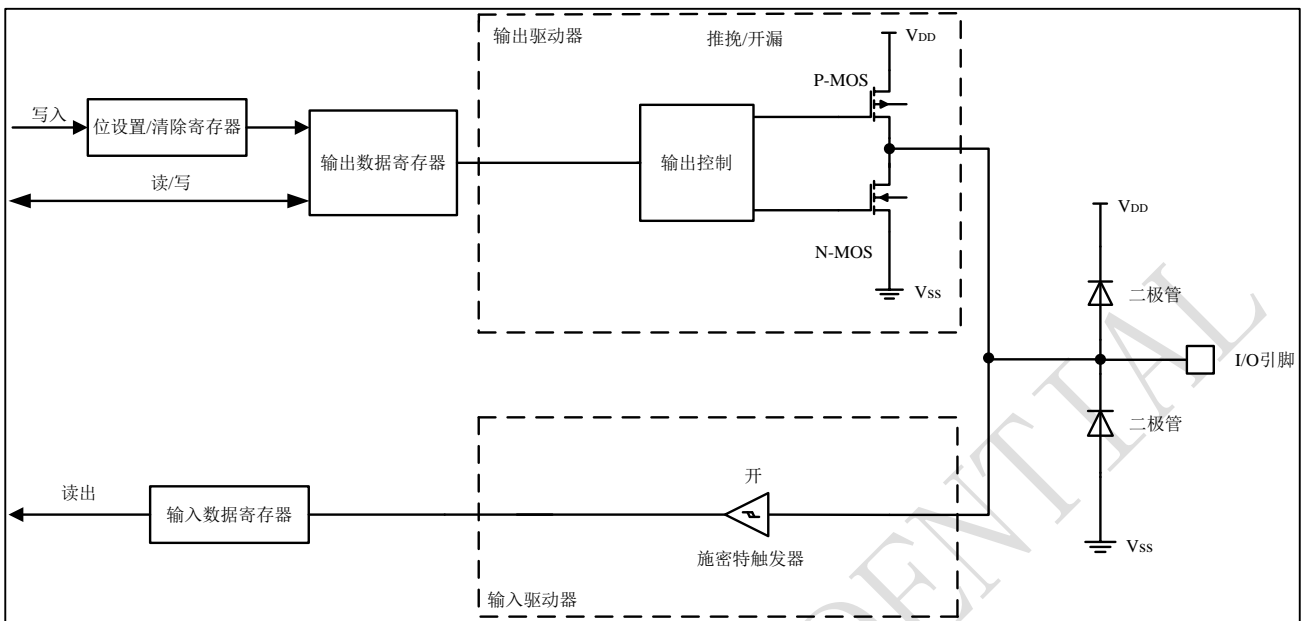 输出驱动器
推挽/开漏
VDD
P-MOS
写入
位设置/清除寄存器
输出数据寄存器
输出控制
读/写
N-MOS
VSS
VDD
二极管
I/O引脚
二极管
开
读出
输入数据寄存器
施密特触发器
VSS
输入驱动器
DENTIAL